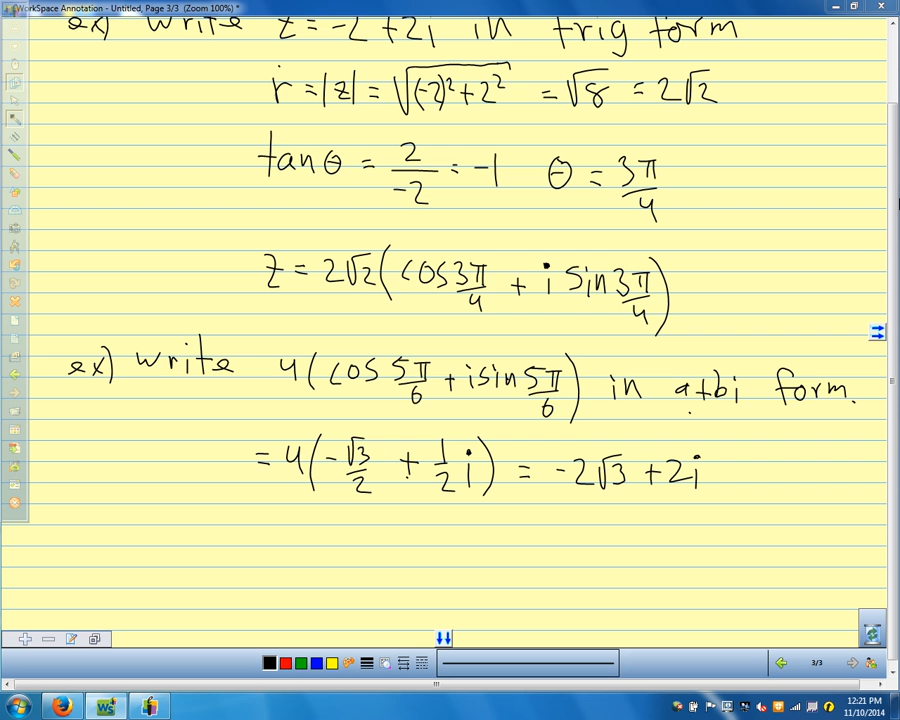 WorkSpace Annotation - Untitled, Page 3/3 (Zoom 100%) *
ex) write z = -2 + 2i in trig form
r = |z| = √((-2)² + 2²) = √8 = 2√2
tan θ = 2/-2 = -1 θ = 3π/4
z = 2√2(cos 3π/4 + i sin 3π/4)
ex) write 4(cos 5π/6 + i sin 5π/6) in a+bi form.
= 4(-√3/2 + 1/2 i) = -2√3 + 2i
3/3
12:21 PM
11/10/2014